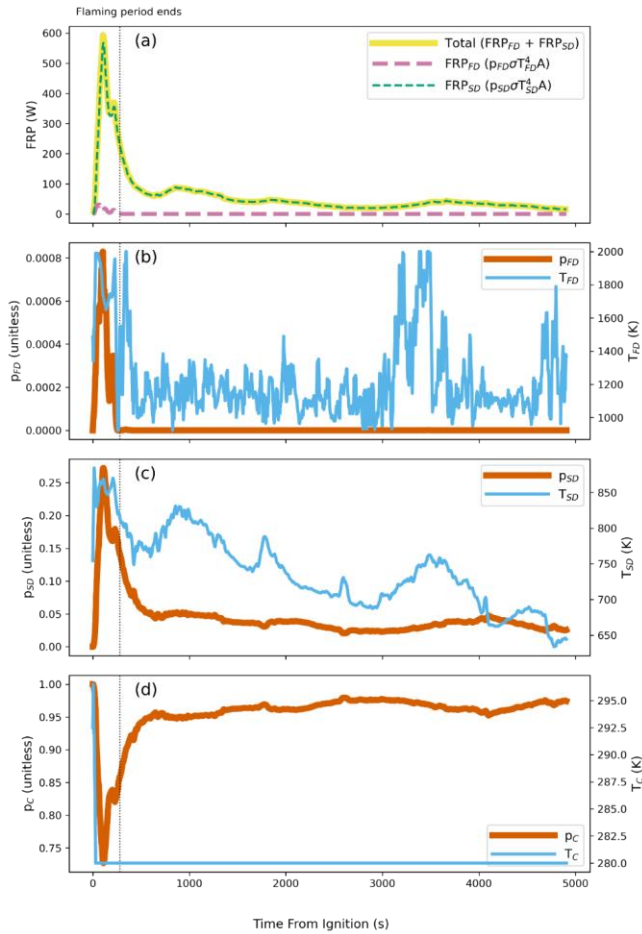 Flaming period ends
(a)
Total (FRP_FD + FRP_SD)
FRP_FD (p_FDσT⁴_FDA)
FRP_SD (p_SDσT⁴_SDA)
FRP (W)
600
500
400
300
200
100
0
(b)
p_FD
T_FD
p_FD (unitless)
0.0008
0.0006
0.0004
0.0002
0.0000
T_FD (K)
2000
1800
1600
1400
1200
1000
(c)
p_SD
T_SD
p_SD (unitless)
0.25
0.20
0.15
0.10
0.05
0.00
T_SD (K)
850
800
750
700
650
(d)
p_C
T_C
p_C (unitless)
1.00
0.95
0.90
0.85
0.80
0.75
T_C (K)
295.0
292.5
290.0
287.5
285.0
282.5
280.0
0 1000 2000 3000 4000 5000
Time From Ignition (s)